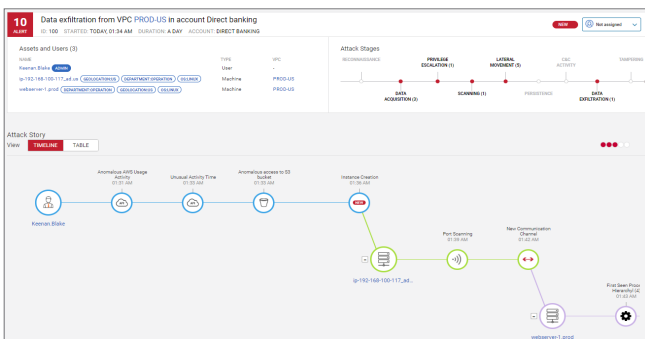 10
ALERT
Data exfiltration from VPC PROD-US in account Direct banking
ID: 100 STARTED: TODAY, 01:34 AM DURATION: A DAY ACCOUNT: DIRECT BANKING
NEW
Not assigned
Assets and Users (3)
NAME TYPE VPC
Keenan.Blake ADMIN User -
ip-192-168-100-117_ad.us GEOLOCATION:US DEPARTMENT:OPERATION OS:LINUX Machine PROD-US
webserver-1.prod DEPARTMENT:OPERATION GEOLOCATION:US OS:LINUX Machine PROD-US
Attack Stages
RECONNAISSANCE
PRIVILEGE
ESCALATION (1)
LATERAL
MOVEMENT (5)
C&C
ACTIVITY
TAMPERING
DATA
ACQUISITION (3)
SCANNING (1)
PERSISTENCE
DATA
EXFILTRATION (1)
Attack Story
View TIMELINE TABLE
Keenan.Blake
Anomalous AWS Usage
Activity
01:31 AM
Unusual Activity Time
01:33 AM
Anomalous access to S3
bucket
01:33 AM
Instance Creation
01:36 AM
NEW
ip-192-168-100-117_ad...
Port Scanning
01:39 AM
New Communication
Channel
01:42 AM
webserver-1.prod
First Seen Proce
Hierarchy (4)
01:45 AM